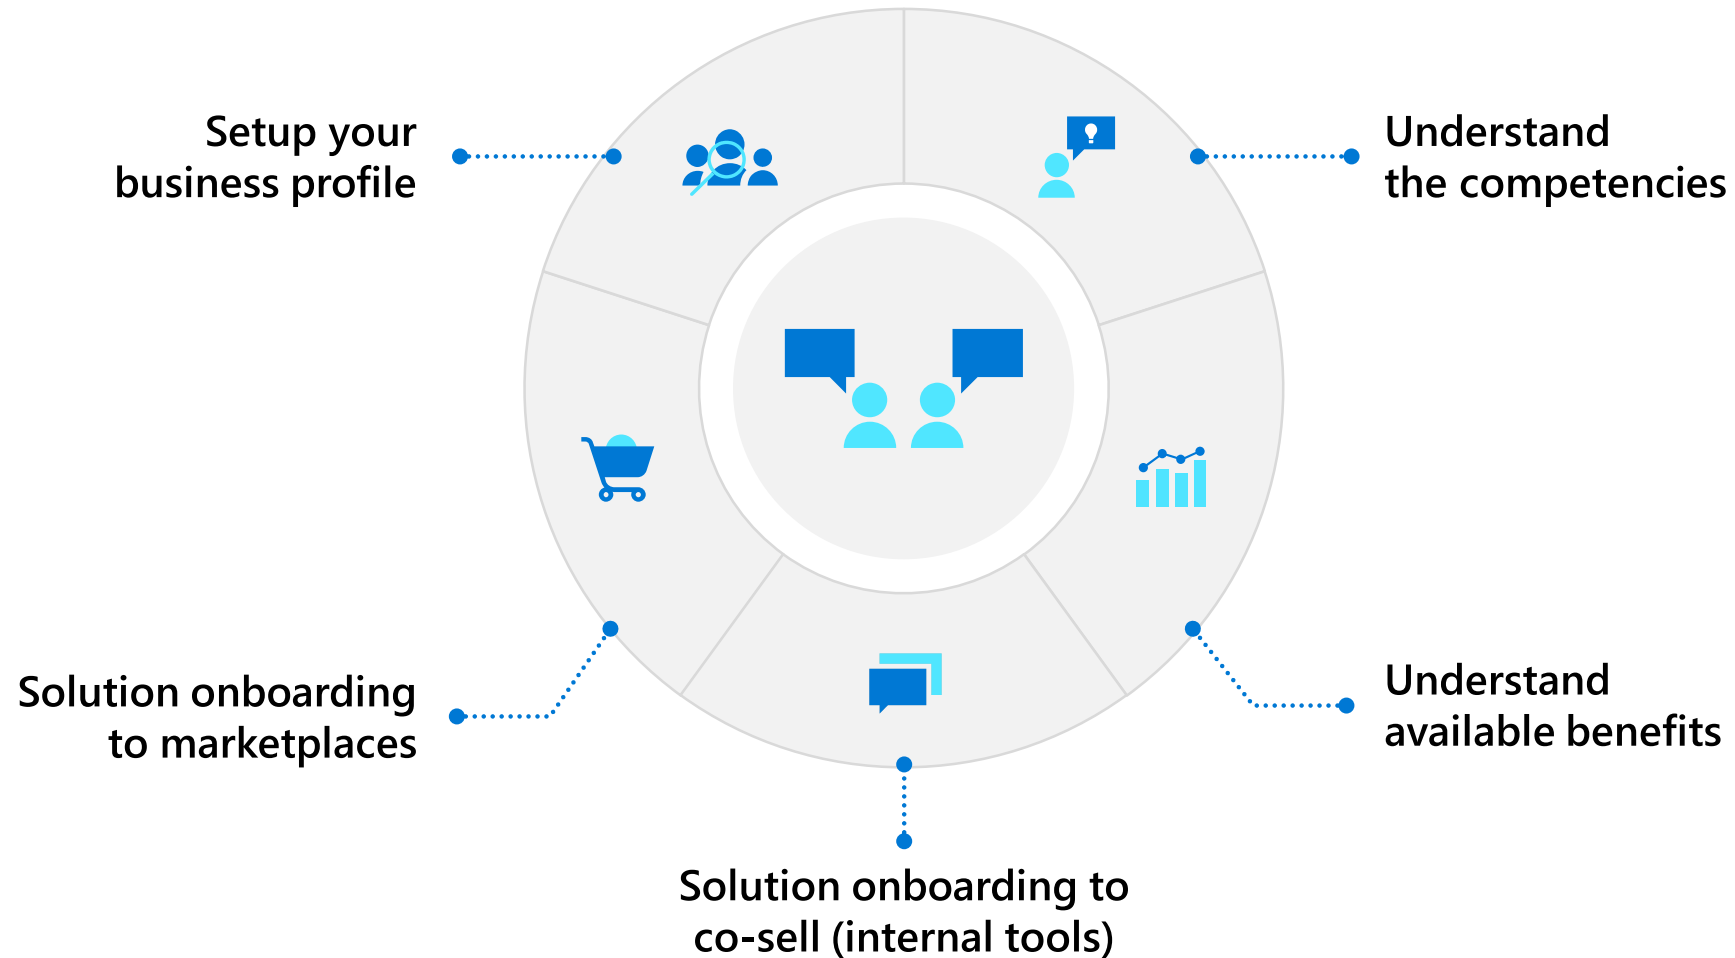 Setup your
business profile
Understand
the competencies
Solution onboarding
to marketplaces
Understand
available benefits
Solution onboarding to
co-sell (internal tools)